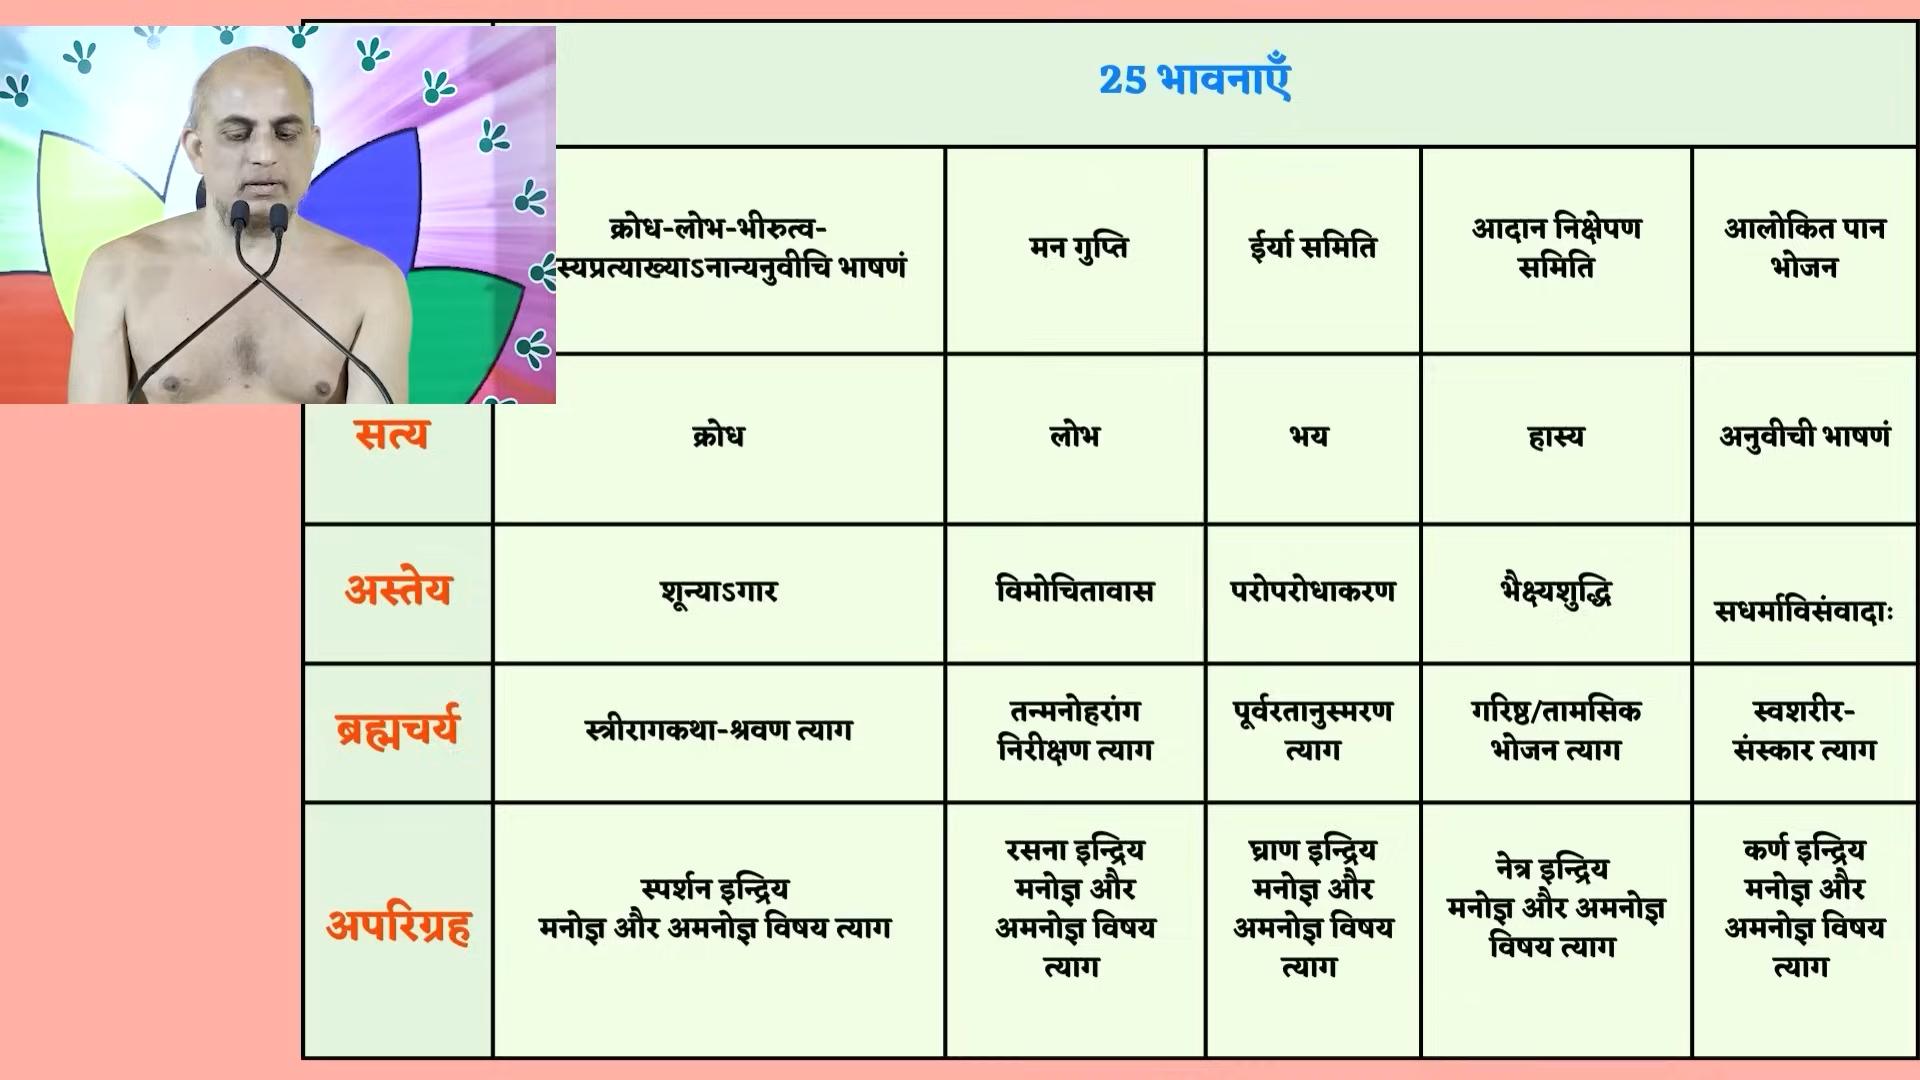 25 भावनाएँ
क्रोध-लोभ-भीरुत्व-
स्यप्रत्याख्याऽनान्यनुवीचि भाषणं
मन गुप्ति
ईर्या समिति
आदान निक्षेपण
समिति
आलोकित पान
भोजन
सत्य
क्रोध
लोभ
भय
हास्य
अनुवीची भाषणं
अस्तेय
शून्याऽगार
विमोचितावास
परोपरोधाकरण
भैक्ष्यशुद्धि
सधर्माविसंवादाः
ब्रह्मचर्य
स्त्रीरागकथा-श्रवण त्याग
तन्मनोहरांग
निरीक्षण त्याग
पूर्वरतानुस्मरण
त्याग
गरिष्ठ/तामसिक
भोजन त्याग
स्वशरीर-
संस्कार त्याग
अपरिग्रह
स्पर्शन इन्द्रिय
मनोज्ञ और अमनोज्ञ विषय त्याग
रसना इन्द्रिय
मनोज्ञ और
अमनोज्ञ विषय
त्याग
घ्राण इन्द्रिय
मनोज्ञ और
अमनोज्ञ विषय
त्याग
नेत्र इन्द्रिय
मनोज्ञ और अमनोज्ञ
विषय त्याग
कर्ण इन्द्रिय
मनोज्ञ और
अमनोज्ञ विषय
त्याग